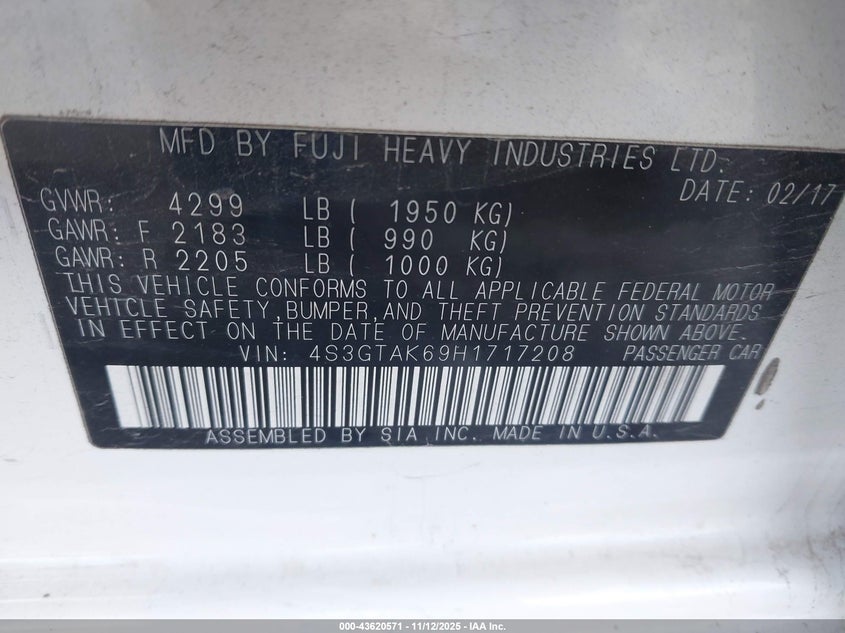 MFD BY FUJI HEAVY INDUSTRIES LTD.
DATE: 02/17
GVWR: 4299 LB ( 1950 KG)
GAWR: F 2183 LB ( 990 KG)
GAWR: R 2205 LB ( 1000 KG)
THIS VEHICLE CONFORMS TO ALL APPLICABLE FEDERAL MOTOR
VEHICLE SAFETY,BUMPER,AND THEFT PREVENTION STANDARDS
IN EFFECT ON THE DATE OF MANUFACTURE SHOWN ABOVE.
VIN: 4S3GTAK69H1717208 PASSENGER CAR
ASSEMBLED BY SIA,INC. MADE IN U.S.A.
000-43620571 - 11/12/2025 - IAA Inc.